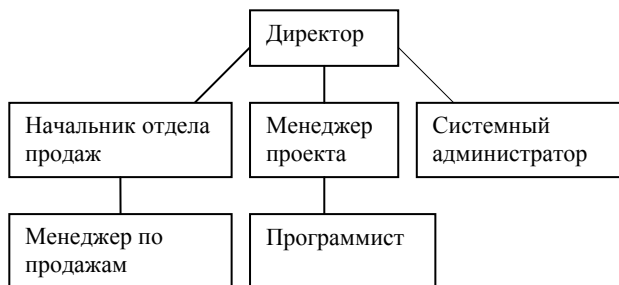 Директор
Начальник отдела
продаж
Менеджер
проекта
Системный
администратор
Менеджер по
продажам
Программист